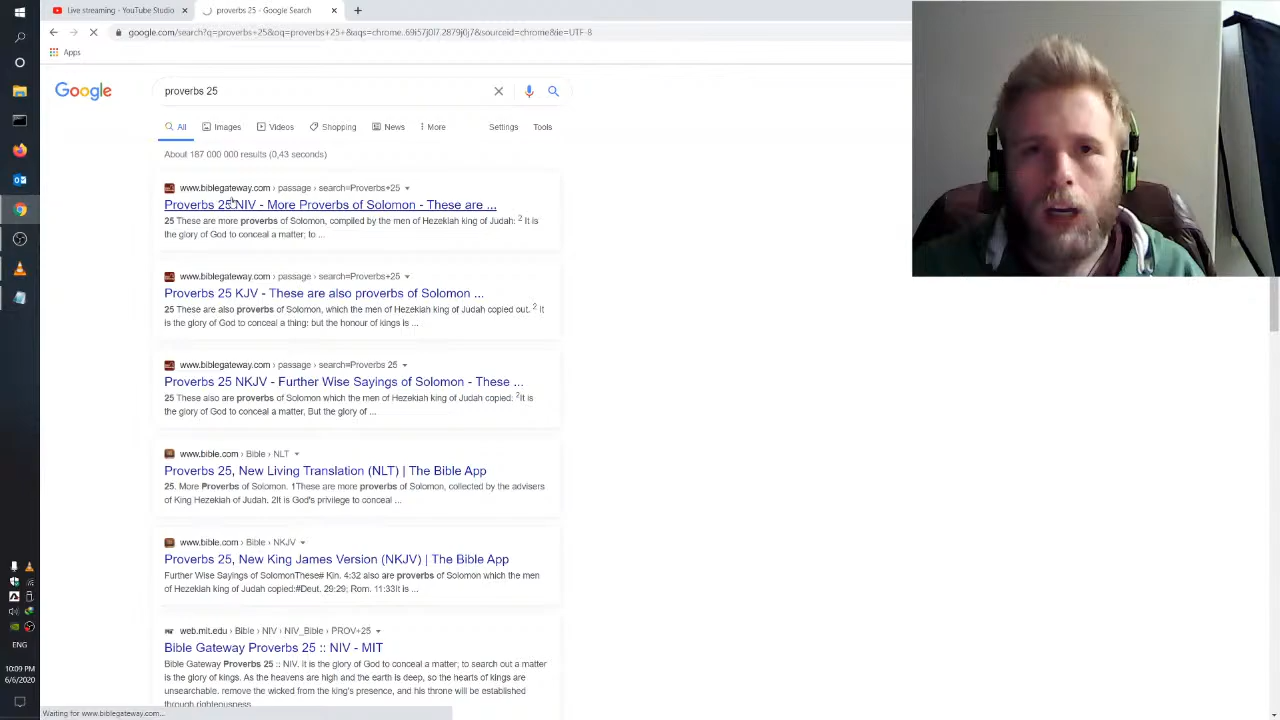 Live streaming - YouTube Studio
proverbs 25 - Google Search
google.com/search?q=proverbs+25&oq=proverbs+25+&aqs=chrome..69i57j0l7.2879j0j7&sourceid=chrome&ie=UTF-8
Apps
Google
proverbs 25
All
Images
Videos
Shopping
News
More
Settings
Tools
About 187 000 000 results (0,43 seconds)
www.biblegateway.com › passage › search=Proverbs+25
Proverbs 25 NIV - More Proverbs of Solomon - These are ...
25 These are more proverbs of Solomon, compiled by the men of Hezekiah king of Judah: 2 It is
the glory of God to conceal a matter; to ...
www.biblegateway.com › passage › search=Proverbs+25
Proverbs 25 KJV - These are also proverbs of Solomon ...
25 These are also proverbs of Solomon, which the men of Hezekiah king of Judah copied out. 2 It
is the glory of God to conceal a thing: but the honour of kings is ...
www.biblegateway.com › passage › search=Proverbs 25
Proverbs 25 NKJV - Further Wise Sayings of Solomon - These ...
25 These also are proverbs of Solomon which the men of Hezekiah king of Judah copied: 2It is
the glory of God to conceal a matter, But the glory of ...
www.bible.com › Bible › NLT
Proverbs 25, New Living Translation (NLT) | The Bible App
25. More Proverbs of Solomon. 1These are more proverbs of Solomon, collected by the advisers
of King Hezekiah of Judah. 2It is God's privilege to conceal ...
www.bible.com › Bible › NKJV
Proverbs 25, New King James Version (NKJV) | The Bible App
Further Wise Sayings of SolomonThese# Kin. 4:32 also are proverbs of Solomon which the men
of Hezekiah king of Judah copied:#Deut. 29:29; Rom. 11:33It is ...
web.mit.edu › Bible › NIV › NIV_Bible › PROV+25
Bible Gateway Proverbs 25 :: NIV - MIT
Bible Gateway Proverbs 25 :: NIV. It is the glory of God to conceal a matter; to search out a matter
is the glory of kings. As the heavens are high and the earth is deep, so the hearts of kings are
unsearchable. remove the wicked from the king's presence, and his throne will be established
through righteousness.
Waiting for www.biblegateway.com...
ENG
10:09 PM
6/6/2020